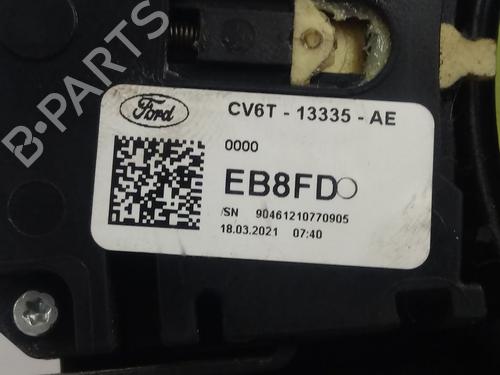 B-PARTS
Ford
CV6T - 13335 - AE
0000
EB8FD
/SN 90461210770905
18.03.2021 07:40